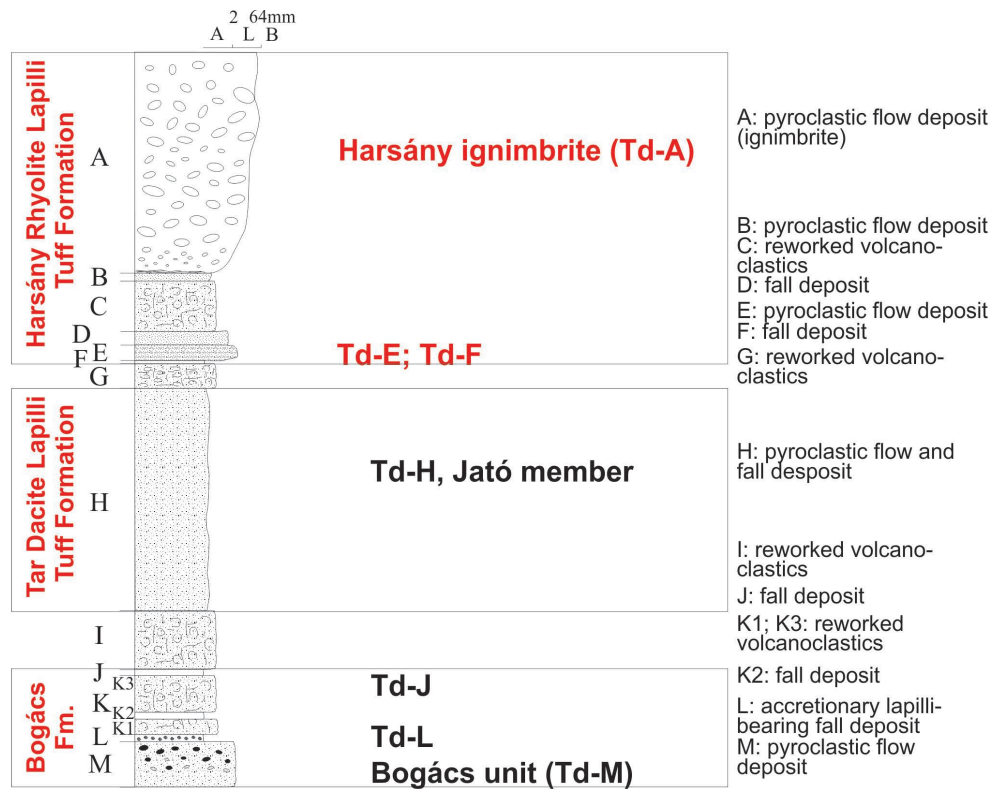 2 64mm
A L B
Harsány Rhyolite Lapilli
Tuff Formation
A
B
C
D
E
F
G
Harsány ignimbrite (Td-A)
Td-E; Td-F
Tar Dacite Lapilli
Tuff Formation
H
Td-H, Jató member
I
Bogács
Fm.
J
K3
K
K2
K1
L
M
Td-J
Td-L
Bogács unit (Td-M)
A: pyroclastic flow deposit
(ignimbrite)
B: pyroclastic flow deposit
C: reworked volcano-
clastics
D: fall deposit
E: pyroclastic flow deposit
F: fall deposit
G: reworked volcano-
clastics
H: pyroclastic flow and
fall desposit
I: reworked volcano-
clastics
J: fall deposit
K1; K3: reworked
volcanoclastics
K2: fall deposit
L: accretionary lapilli-
bearing fall deposit
M: pyroclastic flow
deposit